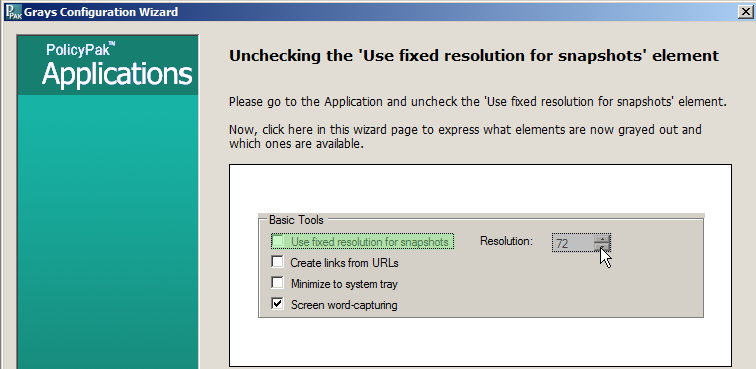 P PAK Grays Configuration Wizard
PolicyPak™
Applications
Unchecking the 'Use fixed resolution for snapshots' element
Please go to the Application and uncheck the 'Use fixed resolution for snapshots' element.
Now, click here in this wizard page to express what elements are now grayed out and
which ones are available.
Basic Tools
Use fixed resolution for snapshots Resolution: 72
Create links from URLs
Minimize to system tray
Screen word-capturing